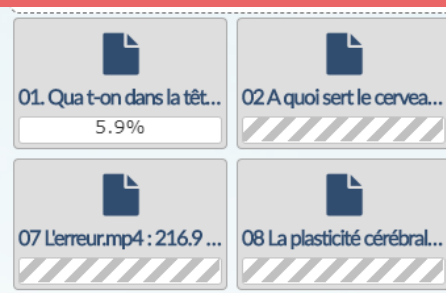 01. Qua t-on dans la têt...
02 A quoi sert le cervea...
5.9%
07 L'erreur.mp4 : 216.9 ...
08 La plasticité cérébral...